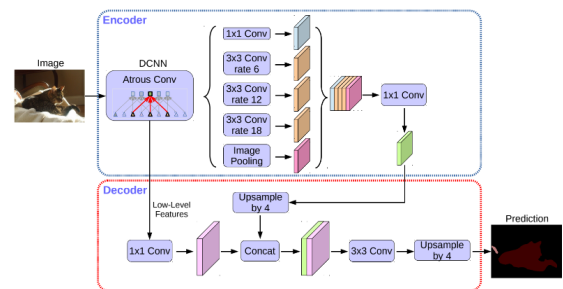 Encoder
Image
DCNN
Atrous Conv
1x1 Conv
3x3 Conv
rate 6
3x3 Conv
rate 12
3x3 Conv
rate 18
Image
Pooling
1x1 Conv
Decoder
Low-Level
Features
Upsample
by 4
1x1 Conv
Concat
3x3 Conv
Upsample
by 4
Prediction